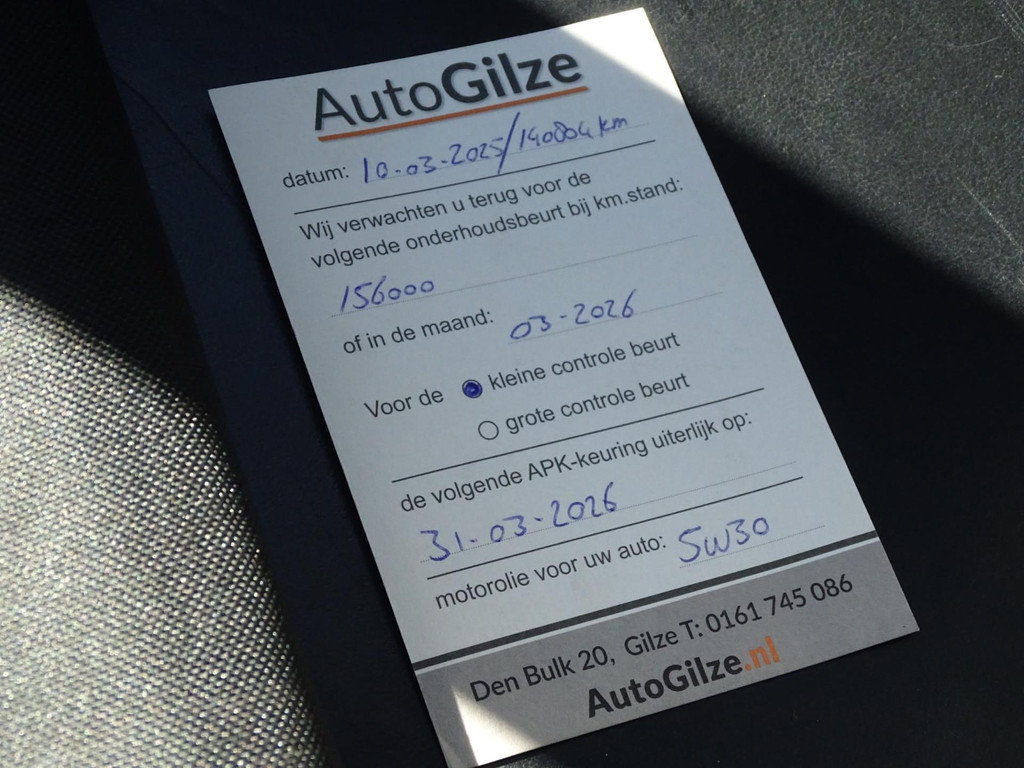 AutoGilze
datum: 10-03-2025/140804 km
Wij verwachten u terug voor de
volgende onderhoudsbeurt bij km.stand:
156000
of in de maand: 03-2026
Voor de kleine controle beurt
grote controle beurt
de volgende APK-keuring uiterlijk op:
31-03-2026
motorolie voor uw auto: 5W30
Den Bulk 20, Gilze T: 0161 745 086
AutoGilze.nl